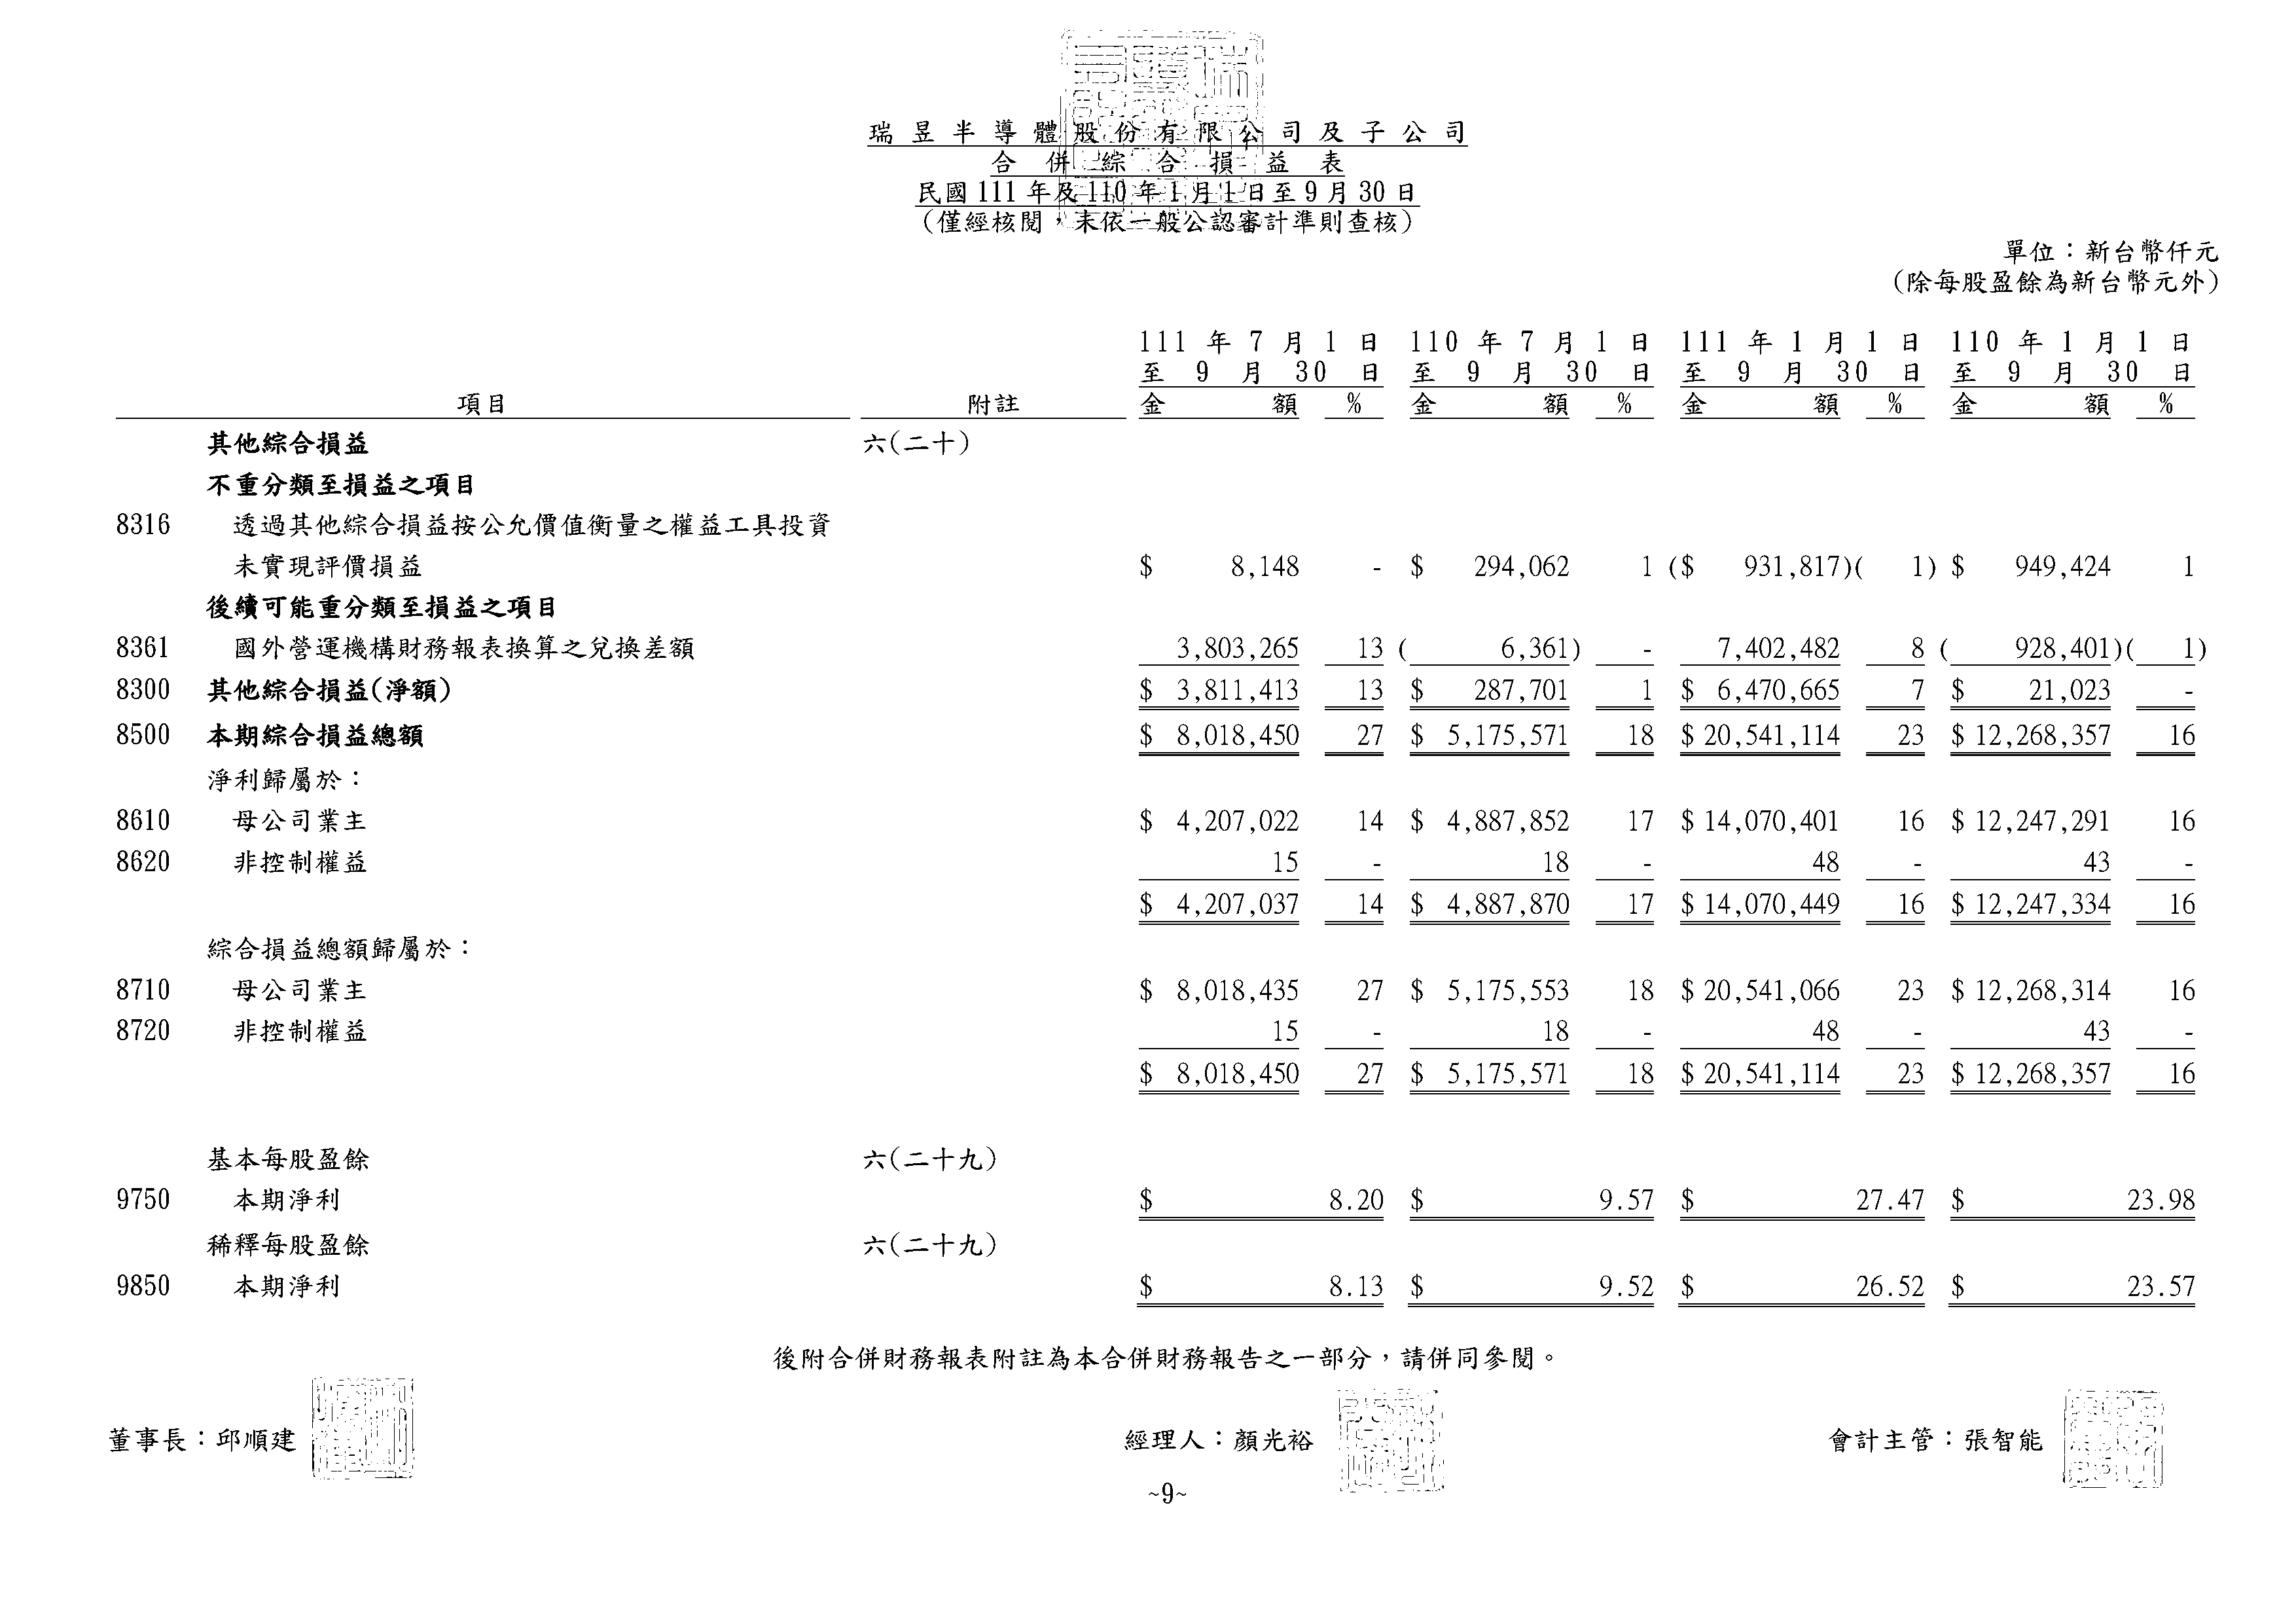 瑞昱半導體股份有限公司及子公司
合併綜合損益表
民國111年及110年1月1日至9月30日
(僅經核閱，未依一般公認審計準則查核)
單位：新台幣仟元
(除每股盈餘為新台幣元外)
111年7月1日 110年7月1日 111年1月1日 110年1月1日
至9月30日 至9月30日 至9月30日 至9月30日
項目 附註 金額 % 金額 % 金額 % 金額 %
其他綜合損益 六(二十)
不重分類至損益之項目
8316 透過其他綜合損益按公允價值衡量之權益工具投資
未實現評價損益 $ 8,148 - $ 294,062 1 ($ 931,817)( 1) $ 949,424 1
後續可能重分類至損益之項目
8361 國外營運機構財務報表換算之兌換差額 3,803,265 13 ( 6,361) - 7,402,482 8 ( 928,401)( 1)
8300 其他綜合損益(淨額) $ 3,811,413 13 $ 287,701 1 $ 6,470,665 7 $ 21,023 -
8500 本期綜合損益總額 $ 8,018,450 27 $ 5,175,571 18 $ 20,541,114 23 $ 12,268,357 16
淨利歸屬於：
8610 母公司業主 $ 4,207,022 14 $ 4,887,852 17 $ 14,070,401 16 $ 12,247,291 16
8620 非控制權益 15 - 18 - 48 - 43 -
$ 4,207,037 14 $ 4,887,870 17 $ 14,070,449 16 $ 12,247,334 16
綜合損益總額歸屬於：
8710 母公司業主 $ 8,018,435 27 $ 5,175,553 18 $ 20,541,066 23 $ 12,268,314 16
8720 非控制權益 15 - 18 - 48 - 43 -
$ 8,018,450 27 $ 5,175,571 18 $ 20,541,114 23 $ 12,268,357 16
基本每股盈餘 六(二十九)
9750 本期淨利 $ 8.20 $ 9.57 $ 27.47 $ 23.98
稀釋每股盈餘 六(二十九)
9850 本期淨利 $ 8.13 $ 9.52 $ 26.52 $ 23.57
後附合併財務報表附註為本合併財務報告之一部分，請併同參閱。
董事長：邱順建 經理人：顏光裕 會計主管：張智能
~9~